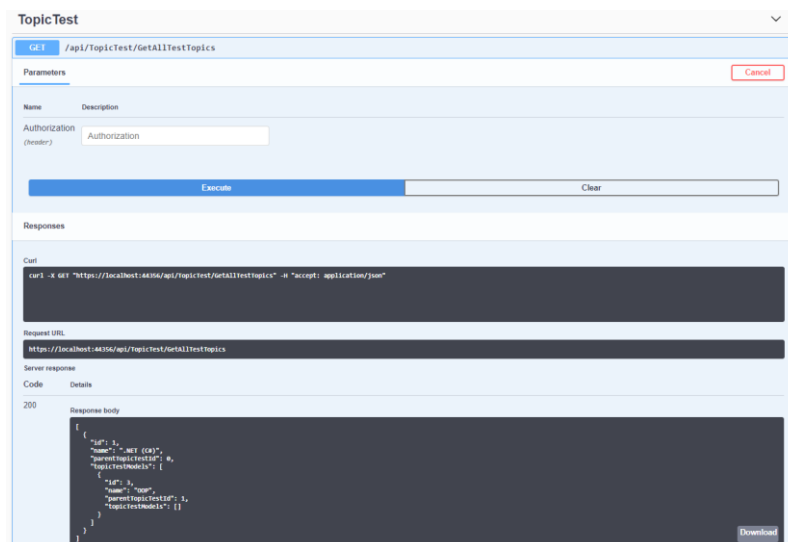 TopicTest
GET /api/TopicTest/GetAllTestTopics
Parameters
Cancel
Name Description
Authorization
(header)
Authorization
Execute Clear
Responses
Curl
curl -X GET "https://localhost:44356/api/TopicTest/GetAllTestTopics" -H "accept: application/json"
Request URL
https://localhost:44356/api/TopicTest/GetAllTestTopics
Server response
Code Details
200
Response body
[
{
"id": 1,
"name": ".NET (C#)",
"parentTopicTestId": 0,
"topicTestModels": [
{
"id": 3,
"name": "OOP",
"parentTopicTestId": 1,
"topicTestModels": []
}
]
}
]
Download